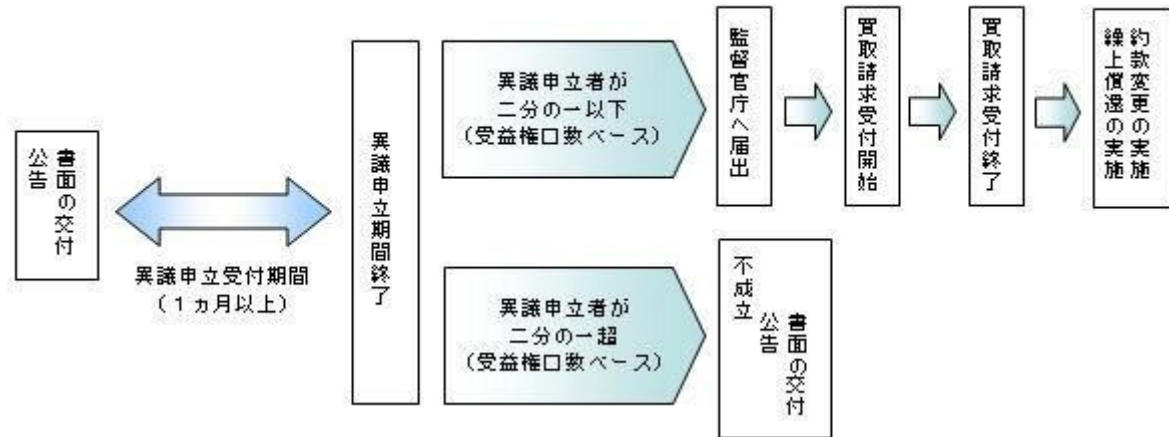 書面の交付
公告
異議申立受付期間
（１ヵ月以上）
異議申立期間終了
異議申立者が
二分の一以下
（受益権口数ベース）
監督官庁へ届出
買取請求受付開始
買取請求受付終了
約款変更の実施
繰上償還の実施
異議申立者が
二分の一超
（受益権口数ベース）
不成立
書面の交付
公告